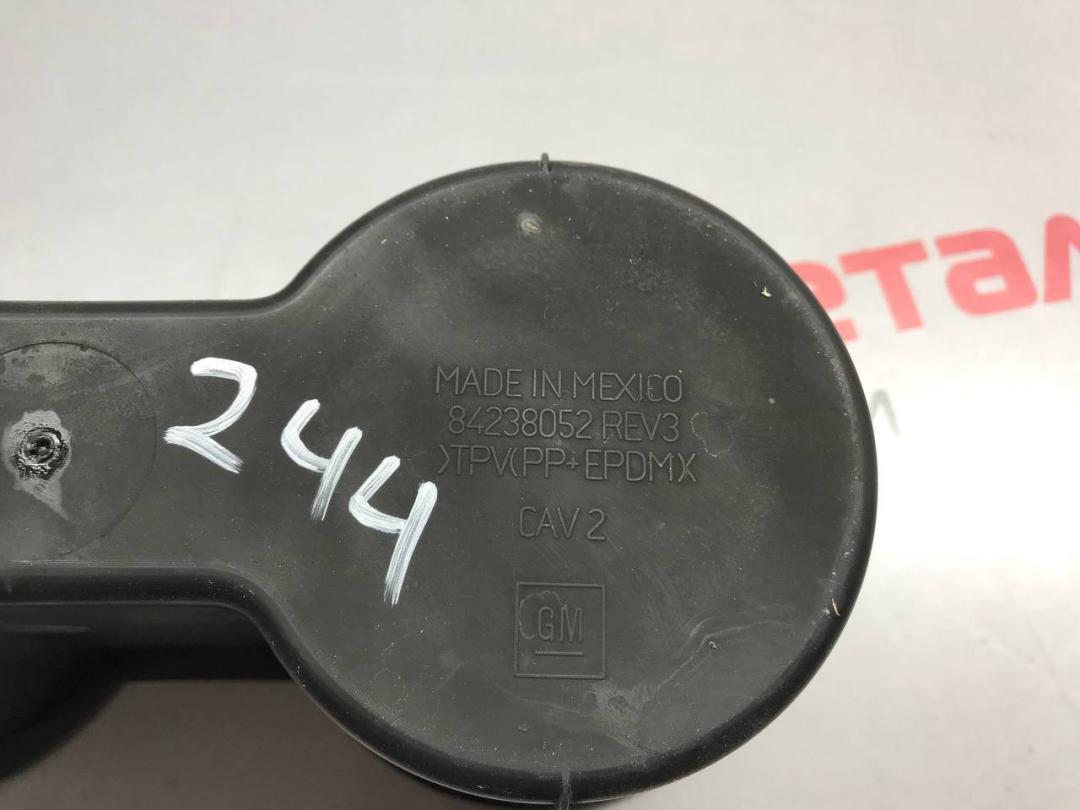 MADE IN MEXICO
84238052 REV3
>TPV(PP+EPDM)<
CAV 2
GM
244